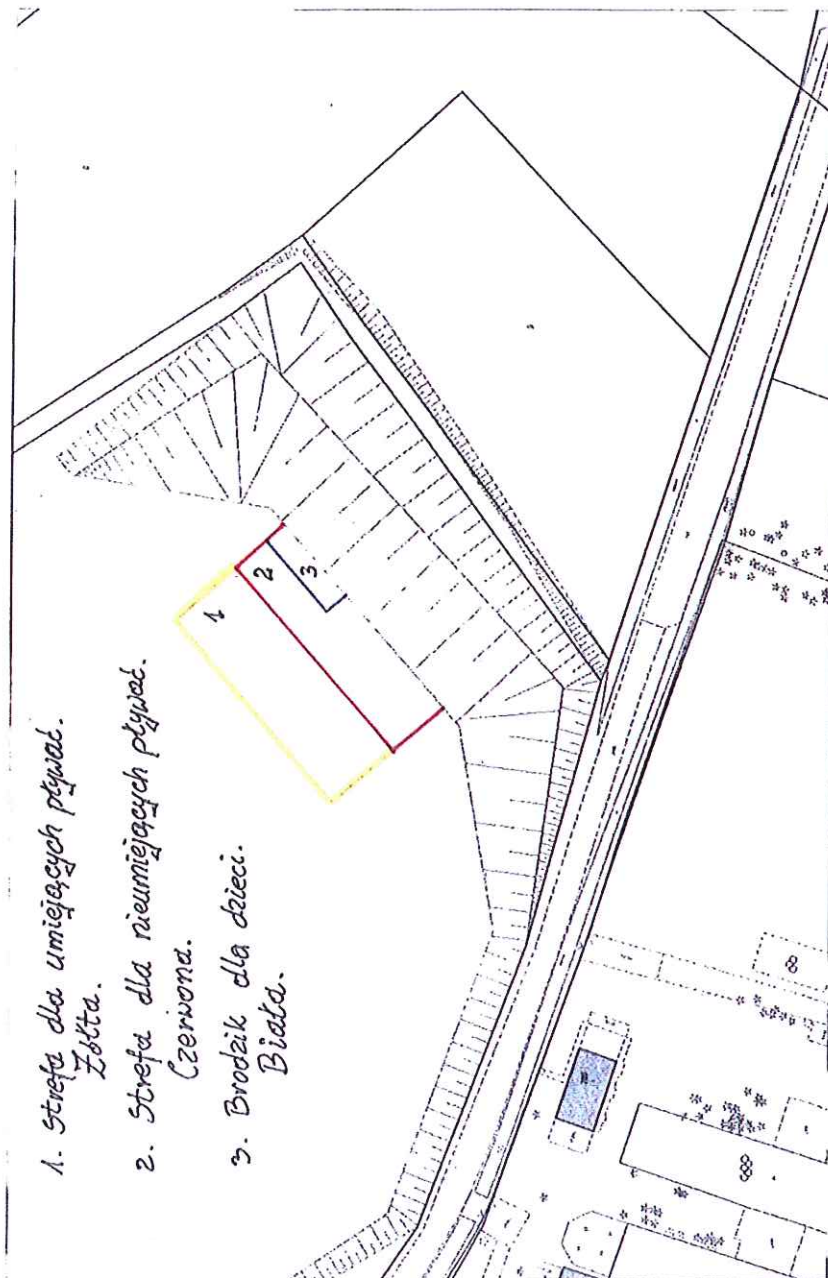 1. Strefa dla umiejących pływać.
Żółta.
2. Strefa dla nieumiejących pływać.
Czerwona.
3. Brodzik dla dzieci.
Biała.
1
2
3